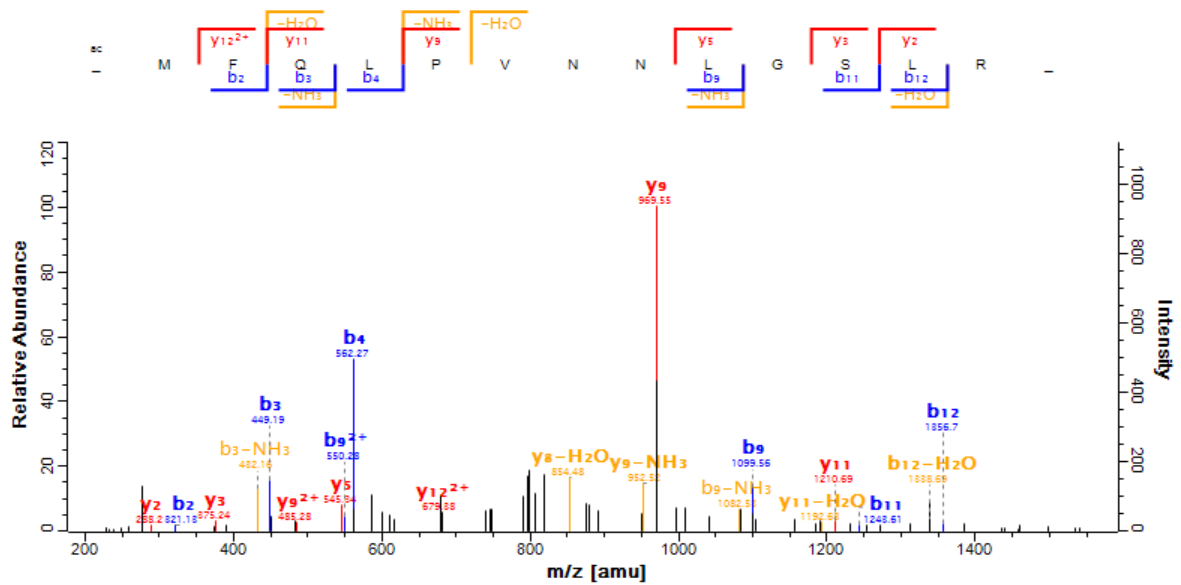 −H₂O −NH₃ −H₂O
y₁₂²⁺ y₁₁ y₉ y₅ y₃ y₂
ac
_ M F Q L P V N N L G S L R _
b₂ b₃ b₄ b₉ b₁₁ b₁₂
−NH₃ −NH₃ −H₂O
120
100
80
60
40
20
0
Relative Abundance
1000
800
600
400
200
0
Intensity
y₉
969.55
b₄
562.27
b₃
449.19
b₃−NH₃
432.16
b₉²⁺
550.28
y₂
288.2
b₂
321.13
y₃
375.24
y₉²⁺
485.28
y₅
545.34
y₁₂²⁺
679.88
y₈−H₂O
854.48
y₉−NH₃
952.52
b₉−NH₃
1082.53
b₉
1099.56
y₁₁−H₂O
1192.68
y₁₁
1210.69
b₁₁
1243.61
b₁₂−H₂O
1338.69
b₁₂
1356.7
200 400 600 800 1000 1200 1400
m/z [amu]